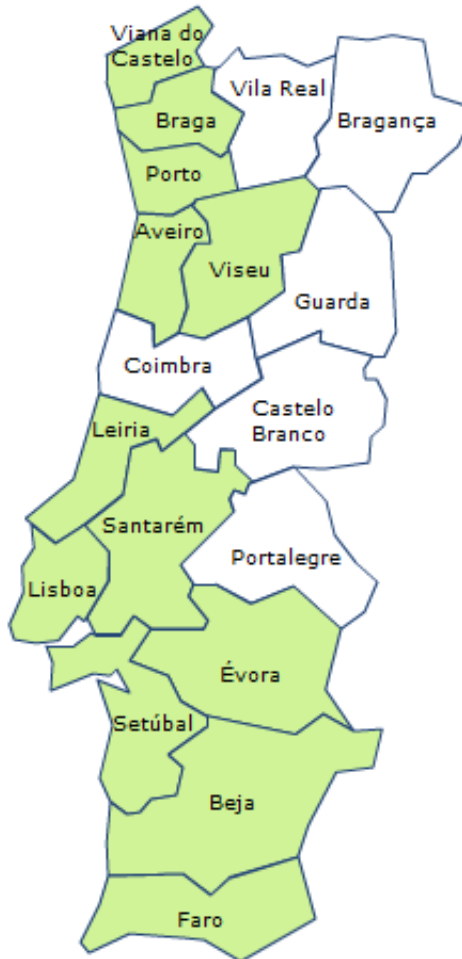 Viana do
Castelo
Vila Real
Bragança
Braga
Porto
Aveiro
Viseu
Guarda
Coimbra
Castelo
Branco
Leiria
Santarém
Portalegre
Lisboa
Évora
Setúbal
Beja
Faro